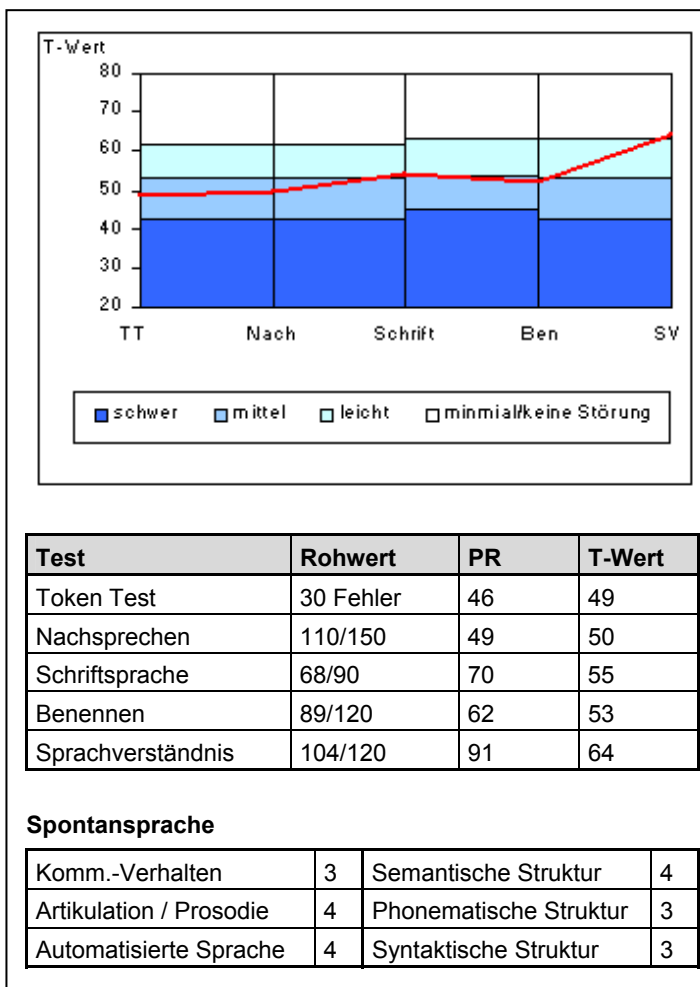 T-Wert
80
70
60
50
40
30
20
TT Nach Schrift Ben SV
schwer mittel leicht minmial/keine Störung
Test Rohwert PR T-Wert
Token Test 30 Fehler 46 49
Nachsprechen 110/150 49 50
Schriftsprache 68/90 70 55
Benennen 89/120 62 53
Sprachverständnis 104/120 91 64
Spontansprache
Komm.-Verhalten 3 Semantische Struktur 4
Artikulation / Prosodie 4 Phonematische Struktur 3
Automatisierte Sprache 4 Syntaktische Struktur 3